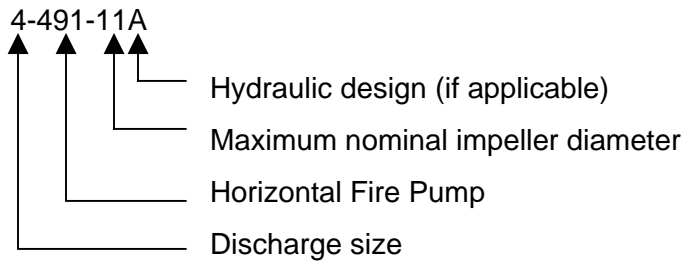 4-491-11A
Hydraulic design (if applicable)
Maximum nominal impeller diameter
Horizontal Fire Pump
Discharge size